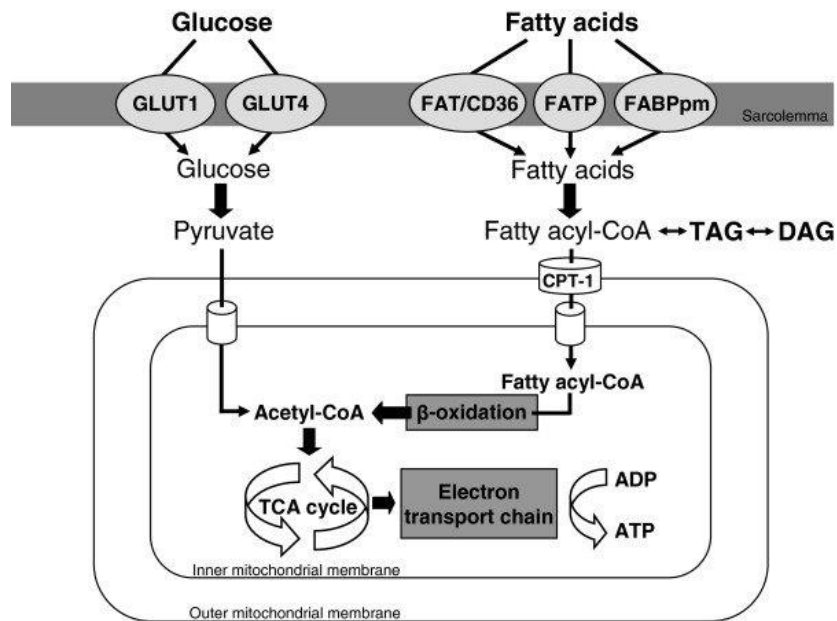 Glucose
Fatty acids
GLUT1
GLUT4
FAT/CD36
FATP
FABPpm
Sarcolemma
Glucose
Fatty acids
Pyruvate
Fatty acyl-CoA
TAG
DAG
CPT-1
Fatty acyl-CoA
Acetyl-CoA
β-oxidation
TCA cycle
Electron
transport chain
ADP
ATP
Inner mitochondrial membrane
Outer mitochondrial membrane